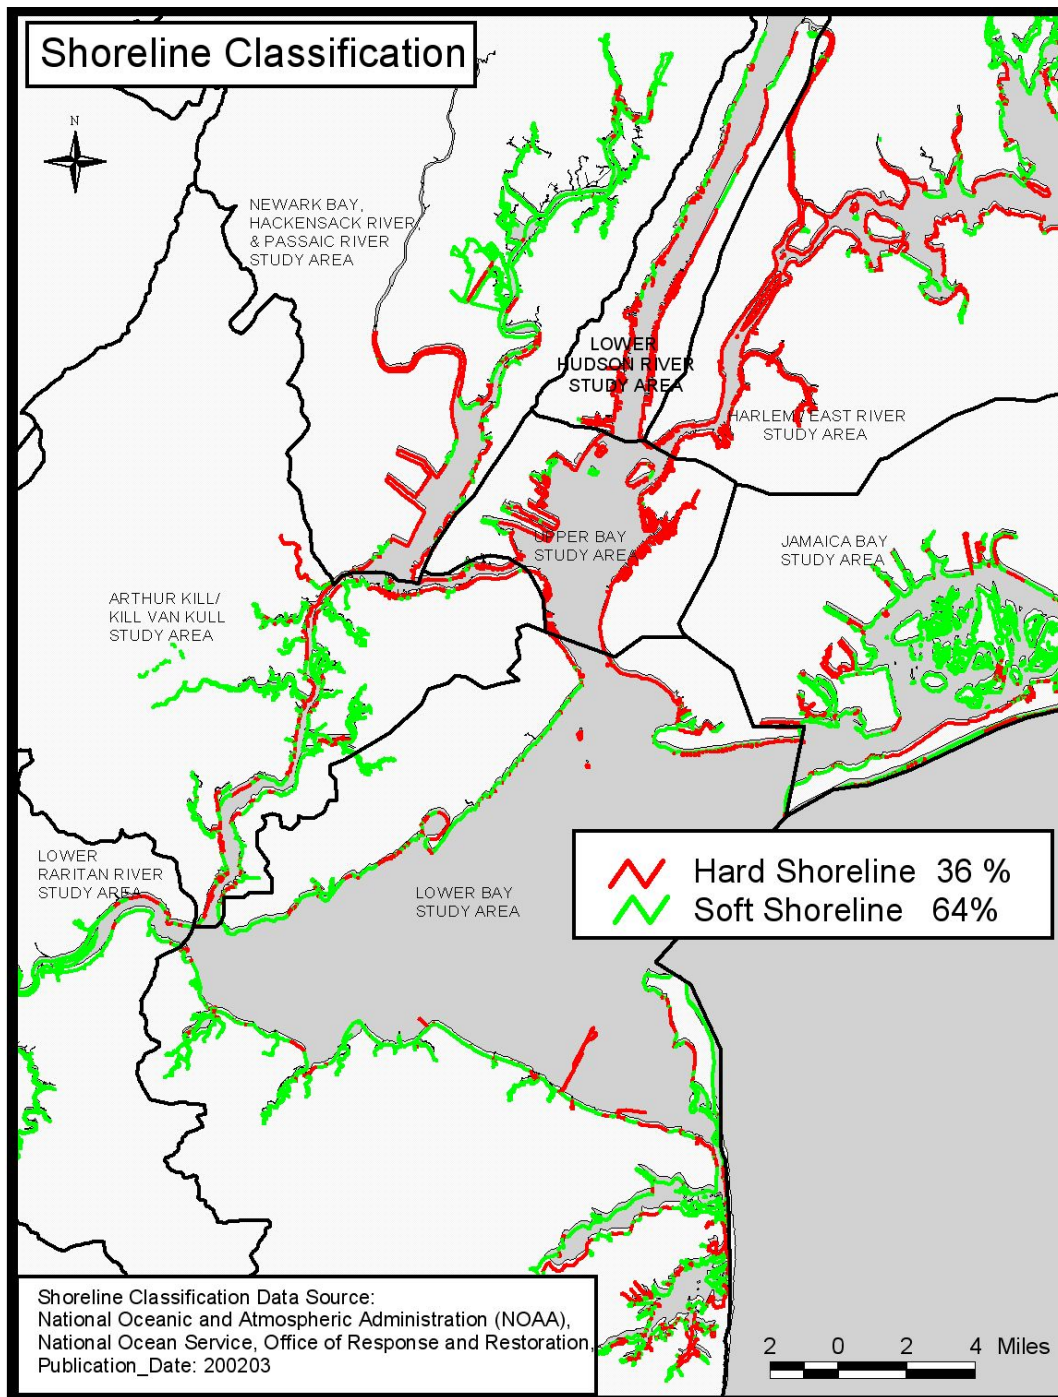 Shoreline Classification
N
NEWARK BAY,
HACKENSACK RIVER,
& PASSAIC RIVER
STUDY AREA
LOWER
HUDSON RIVER
STUDY AREA
HARLEM/EAST RIVER
STUDY AREA
UPPER BAY
STUDY AREA
JAMAICA BAY
STUDY AREA
ARTHUR KILL/
KILL VAN KULL
STUDY AREA
LOWER
RARITAN RIVER
STUDY AREA
LOWER BAY
STUDY AREA
Hard Shoreline 36 %
Soft Shoreline 64%
Shoreline Classification Data Source:
National Oceanic and Atmospheric Administration (NOAA),
National Ocean Service, Office of Response and Restoration,
Publication_Date: 200203
2 0 2 4 Miles